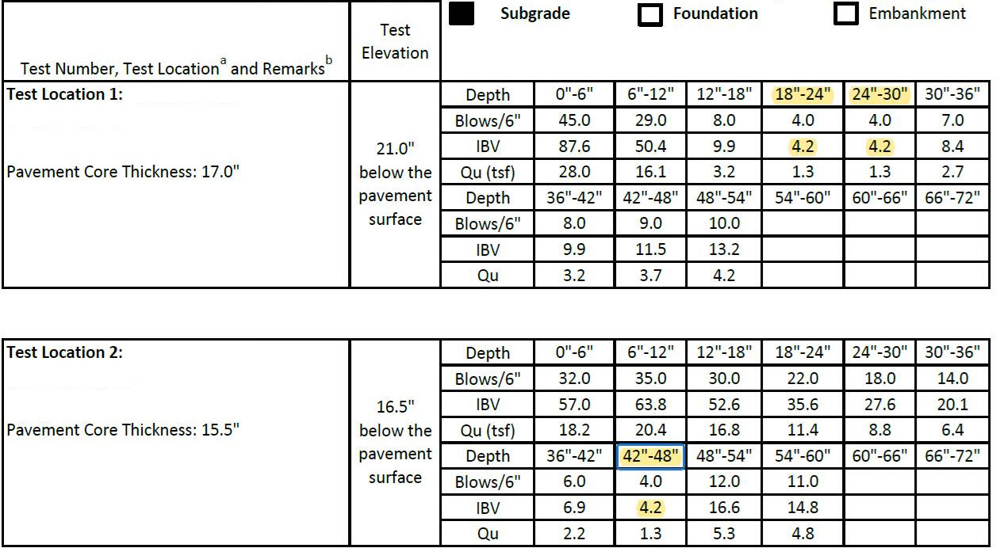 Subgrade Foundation Embankment
Test
Elevation
Test Number, Test Locationa and Remarksb
Test Location 1:
Pavement Core Thickness: 17.0"
21.0"
below the
pavement
surface
Depth 0"-6" 6"-12" 12"-18" 18"-24" 24"-30" 30"-36"
Blows/6" 45.0 29.0 8.0 4.0 4.0 7.0
IBV 87.6 50.4 9.9 4.2 4.2 8.4
Qu (tsf) 28.0 16.1 3.2 1.3 1.3 2.7
Depth 36"-42" 42"-48" 48"-54" 54"-60" 60"-66" 66"-72"
Blows/6" 8.0 9.0 10.0
IBV 9.9 11.5 13.2
Qu 3.2 3.7 4.2
Test Location 2:
Pavement Core Thickness: 15.5"
16.5"
below the
pavement
surface
Depth 0"-6" 6"-12" 12"-18" 18"-24" 24"-30" 30"-36"
Blows/6" 32.0 35.0 30.0 22.0 18.0 14.0
IBV 57.0 63.8 52.6 35.6 27.6 20.1
Qu (tsf) 18.2 20.4 16.8 11.4 8.8 6.4
Depth 36"-42" 42"-48" 48"-54" 54"-60" 60"-66" 66"-72"
Blows/6" 6.0 4.0 12.0 11.0
IBV 6.9 4.2 16.6 14.8
Qu 2.2 1.3 5.3 4.8